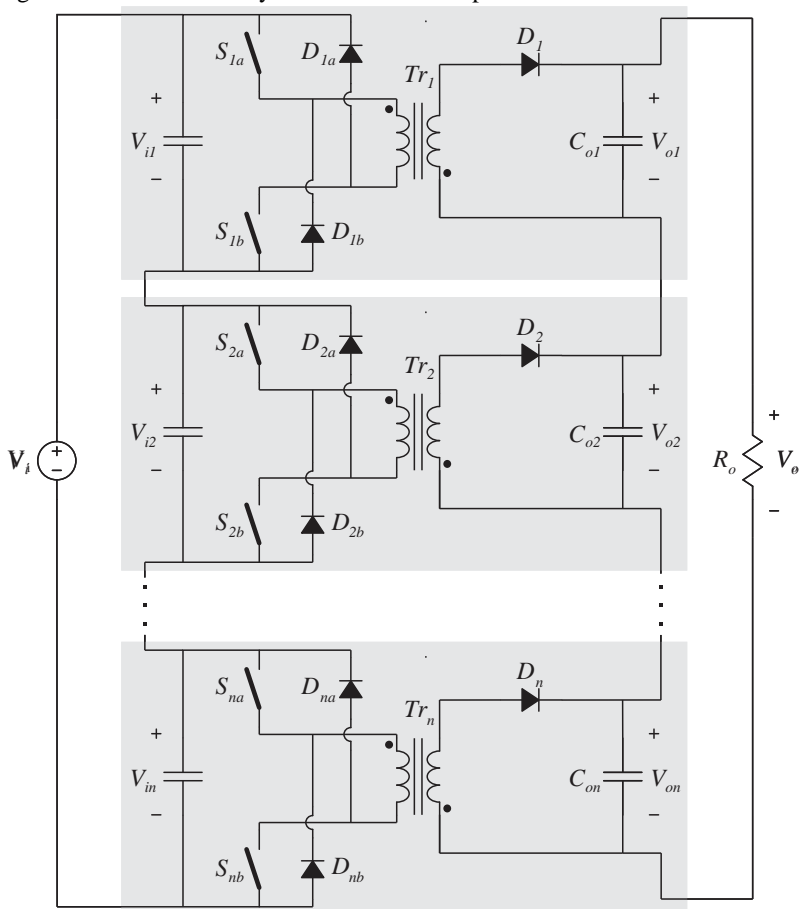 S1a
D1a
D1
Tr1
+
+
Vi1
Co1
Vo1
−
−
S1b
D1b
S2a
D2a
D2
Tr2
+
+
Vi2
Co2
Vo2
−
−
S2b
D2b
Vi
+
−
Ro
+
Vo
−
Sna
Dna
Dn
Trn
+
+
Vin
Con
Von
−
−
Snb
Dnb